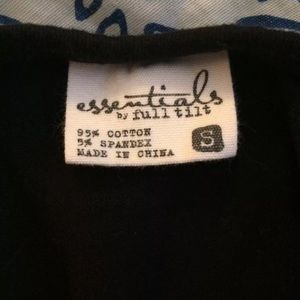 essentials
by full tilt
95% COTTON
5% SPANDEX
MADE IN CHINA
S